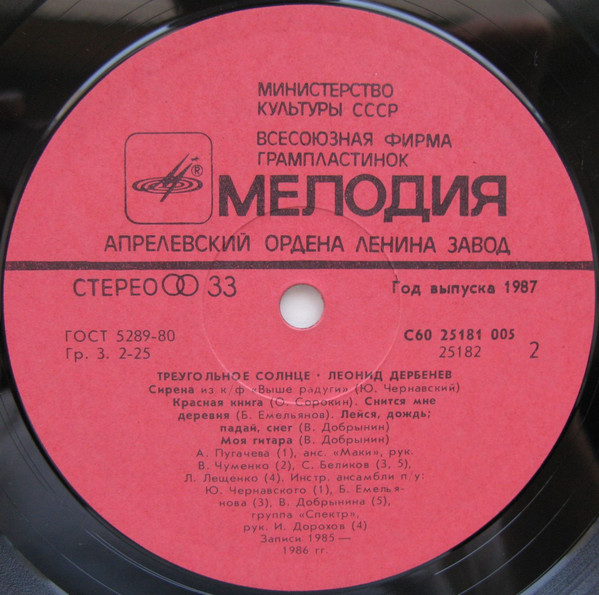 МИНИСТЕРСТВО
КУЛЬТУРЫ СССР
ВСЕСОЮЗНАЯ ФИРМА
ГРАМПЛАСТИНОК
®
МЕЛОДИЯ
АПРЕЛЕВСКИЙ ОРДЕНА ЛЕНИНА ЗАВОД
СТЕРЕО 33
Год выпуска 1987
ГОСТ 5289-80
Гр. 3. 2-25
С60 25181 005
25182
2
ТРЕУГОЛЬНОЕ СОЛНЦЕ · ЛЕОНИД ДЕРБЕНЕВ
Сирена из к/ф «Выше радуги» (Ю. Чернавский)
Красная книга (О. Сорокин). Снится мне
деревня (Б. Емельянов). Лейся, дождь;
падай, снег (В. Добрынин)
Моя гитара (В. Добрынин)
А. Пугачева (1), анс. «Маки», рук.
В. Чуменко (2), С. Беликов (3, 5),
Л. Лещенко (4). Инстр. ансамбли п/у:
Ю. Чернавского (1), Б. Емелья-
нова (3), В. Добрынина (5),
группа «Спектр»,
рук. И. Дорохов (4)
Записи 1985—
1986 гг.